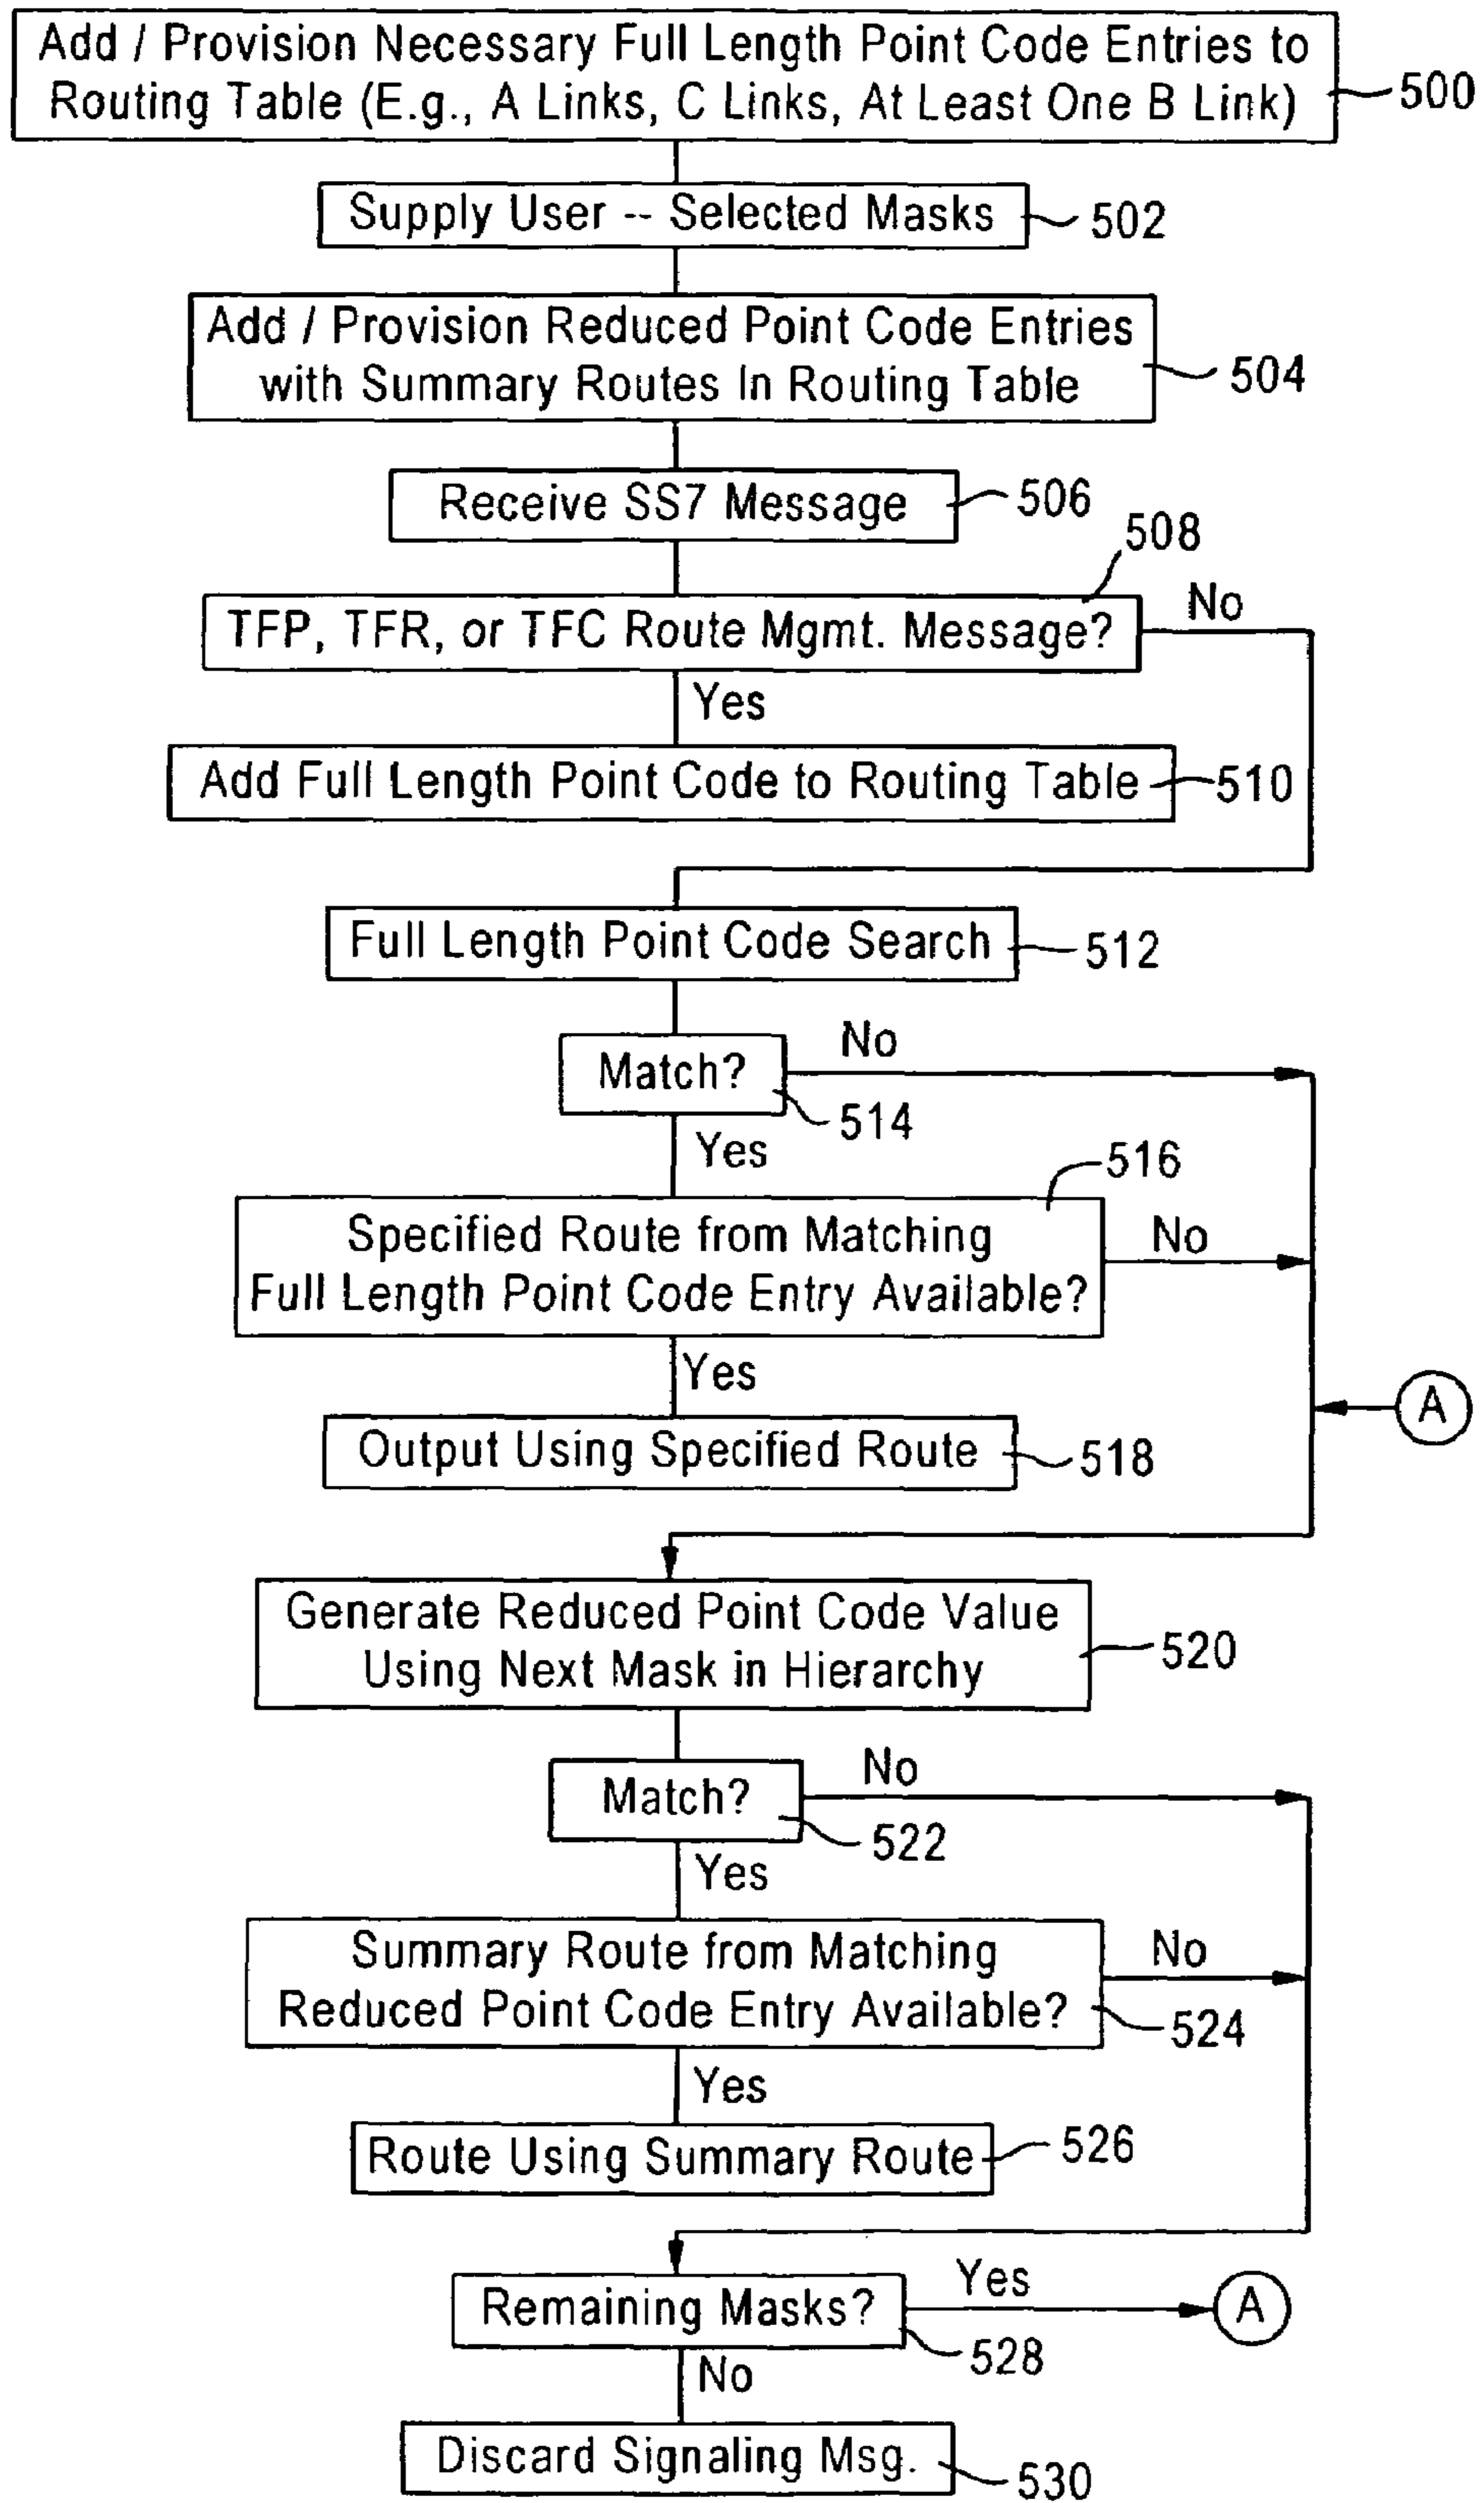 Add / Provision Necessary Full Length Point Code Entries to
Routing Table (E.g., A Links, C Links, At Least One B Link)
500
Supply User -- Selected Masks
502
Add / Provision Reduced Point Code Entries
with Summary Routes In Routing Table
504
Receive SS7 Message
506
508
TFP, TFR, or TFC Route Mgmt. Message?
No
Yes
Add Full Length Point Code to Routing Table
510
Full Length Point Code Search
512
Match?
No
514
Yes
516
Specified Route from Matching
Full Length Point Code Entry Available?
No
Yes
A
Output Using Specified Route
518
Generate Reduced Point Code Value
Using Next Mask in Hierarchy
520
Match?
No
522
Yes
Summary Route from Matching
Reduced Point Code Entry Available?
No
524
Yes
Route Using Summary Route
526
Remaining Masks?
Yes
A
528
No
Discard Signaling Msg.
530